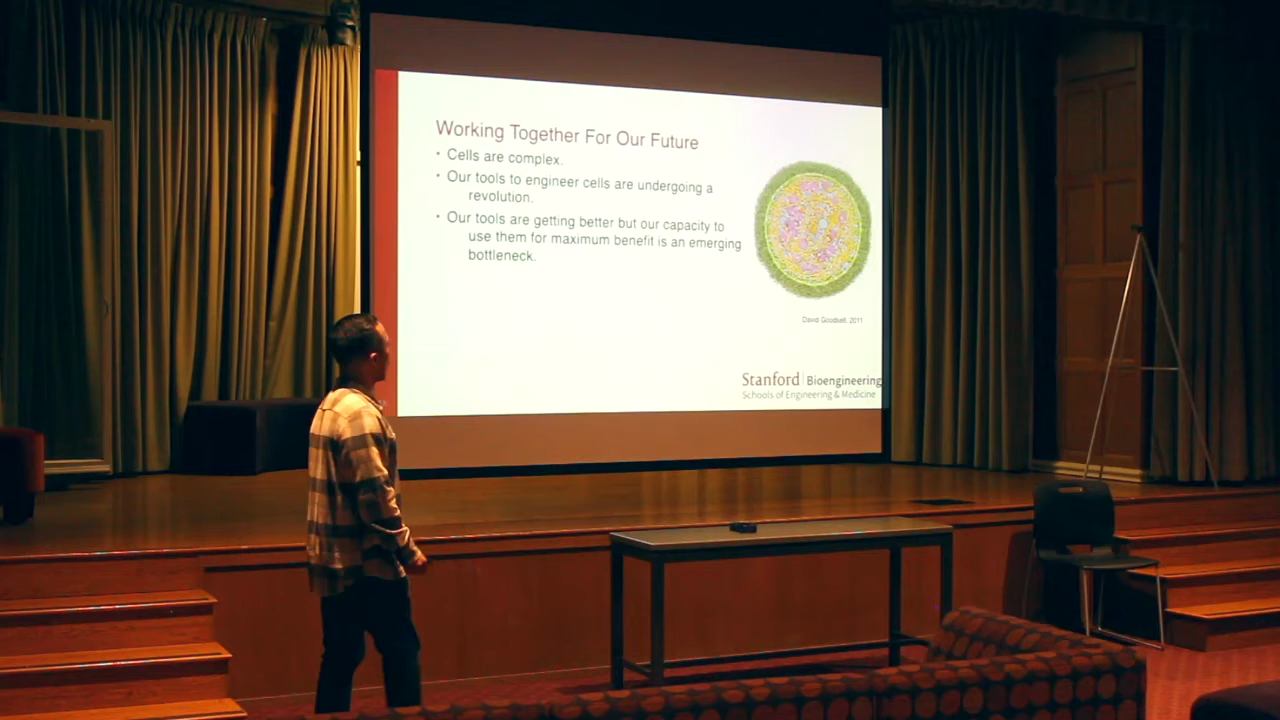 Working Together For Our Future
• Cells are complex.
• Our tools to engineer cells are undergoing a
revolution.
• Our tools are getting better but our capacity to
use them for maximum benefit is an emerging
bottleneck.
David Goodsell, 2011
Stanford | Bioengineering
Schools of Engineering & Medicine